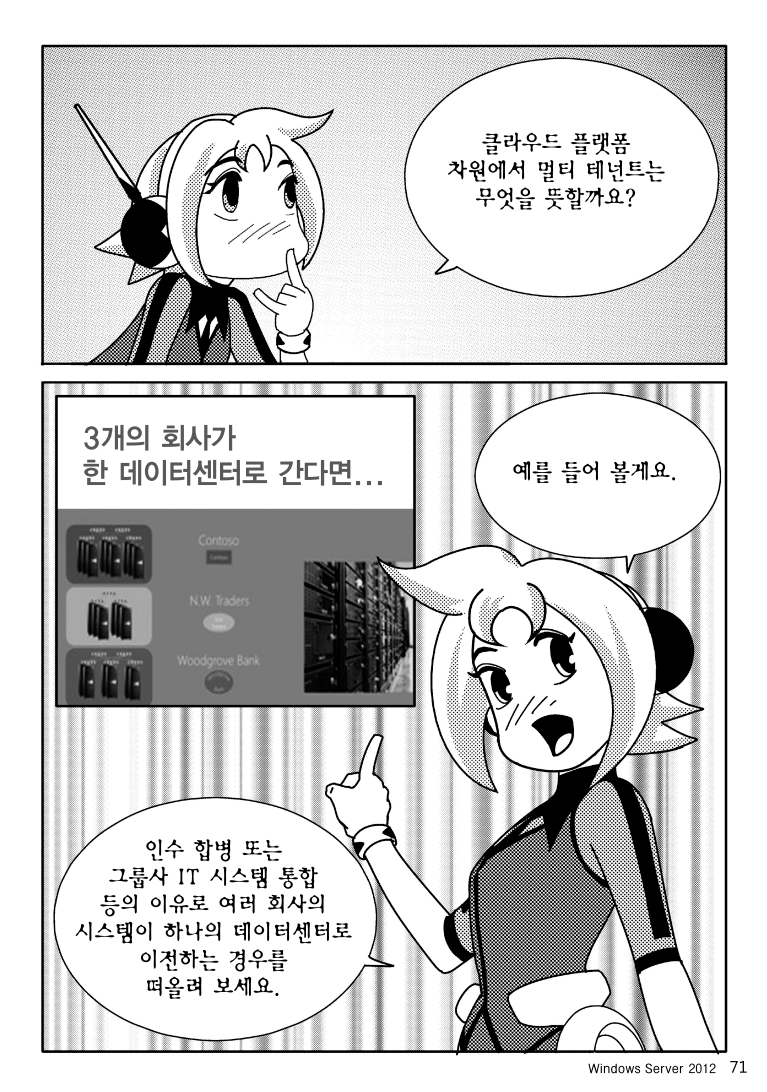 클라우드 플랫폼
차원에서 멀티 테넌트는
무엇을 뜻할까요?
3개의 회사가
한 데이터센터로 간다면...
예를 들어 볼게요.
Contoso
Contoso
N.W. Traders
Woodgrove Bank
인수 합병 또는
그룹사 IT 시스템 통합
등의 이유로 여러 회사의
시스템이 하나의 데이터센터로
이전하는 경우를
떠올려 보세요.
Windows Server 2012 71